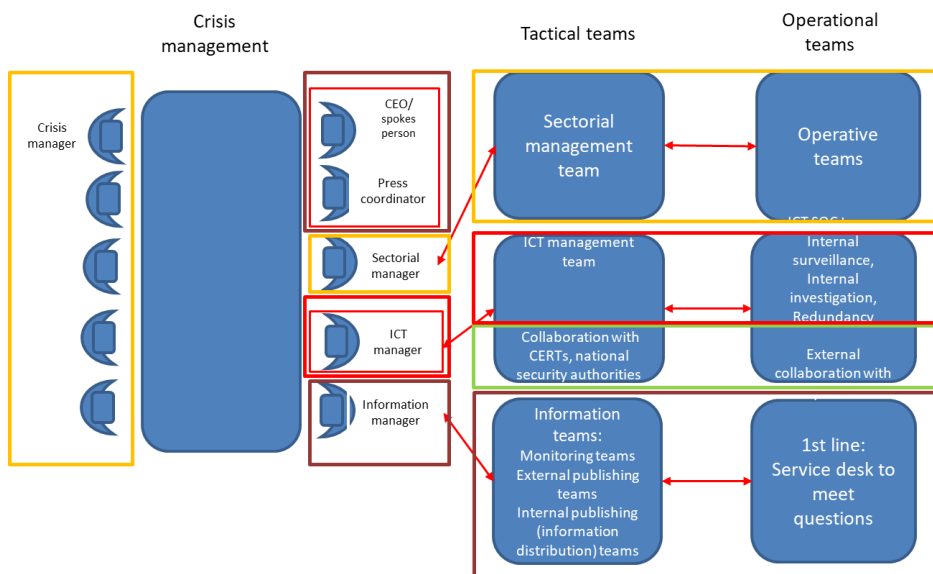 Crisis
management
Tactical teams
Operational
teams
Crisis
manager
CEO/
spokes
person
Press
coordinator
Sectorial
manager
ICT
manager
Information
manager
Sectorial
management
team
Operative
teams
ICT management
team
ICT SOC
Internal
surveillance,
Internal
investigation,
Redundancy
Collaboration with
CERTs, national
security authorities
External
collaboration with
Information
teams:
Monitoring teams
External publishing
teams
Internal publishing
(information
distribution) teams
1st line:
Service desk to
meet
questions